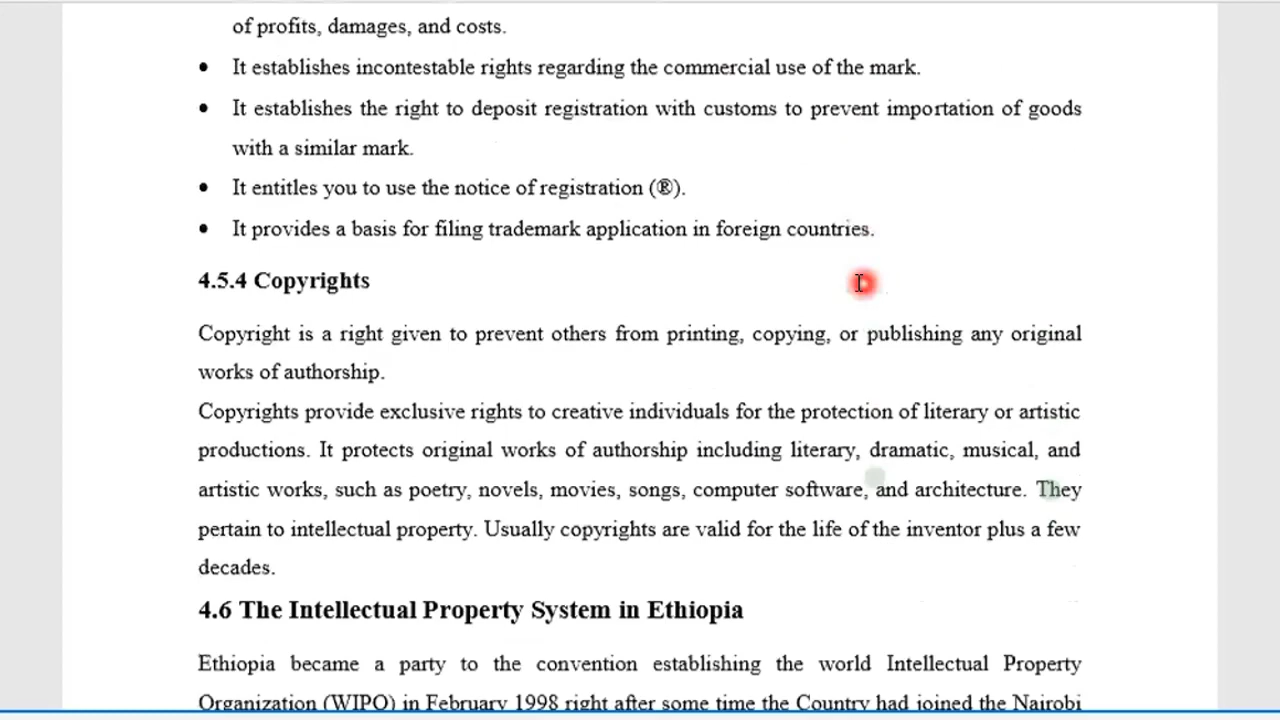 of profits, damages, and costs.
• It establishes incontestable rights regarding the commercial use of the mark.
• It establishes the right to deposit registration with customs to prevent importation of goods
with a similar mark.
• It entitles you to use the notice of registration (®).
• It provides a basis for filing trademark application in foreign countries.
4.5.4 Copyrights
Copyright is a right given to prevent others from printing, copying, or publishing any original
works of authorship.
Copyrights provide exclusive rights to creative individuals for the protection of literary or artistic
productions. It protects original works of authorship including literary, dramatic, musical, and
artistic works, such as poetry, novels, movies, songs, computer software, and architecture. They
pertain to intellectual property. Usually copyrights are valid for the life of the inventor plus a few
decades.
4.6 The Intellectual Property System in Ethiopia
Ethiopia became a party to the convention establishing the world Intellectual Property
Organization (WIPO) in February 1998 right after some time the Country had joined the Nairobi